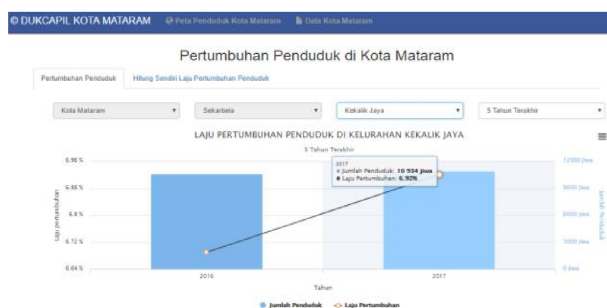 © DUKCAPIL KOTA MATARAM Peta Penduduk Kota Mataram Data Kota Mataram
Pertumbuhan Penduduk di Kota Mataram
Pertumbuhan Penduduk Hitung Sendiri Laju Pertumbuhan Penduduk
Kota Mataram Sekarbela Kekalik Jaya 5 Tahun Terakhir
LAJU PERTUMBUHAN PENDUDUK DI KELURAHAN KEKALIK JAYA
5 Tahun Terakhir
2017
Jumlah Penduduk: 10 934 jiwa
Laju Pertumbuhan: 6.92%
6.96 % 12000 jiwa
6.88 % 9000 jiwa
6.8 % 6000 jiwa
6.72 % 3000 jiwa
6.64 % 0 jiwa
Laju pertumbuhan
Jumlah Penduduk
2016 2017
Tahun
Jumlah Penduduk Laju Pertumbuhan